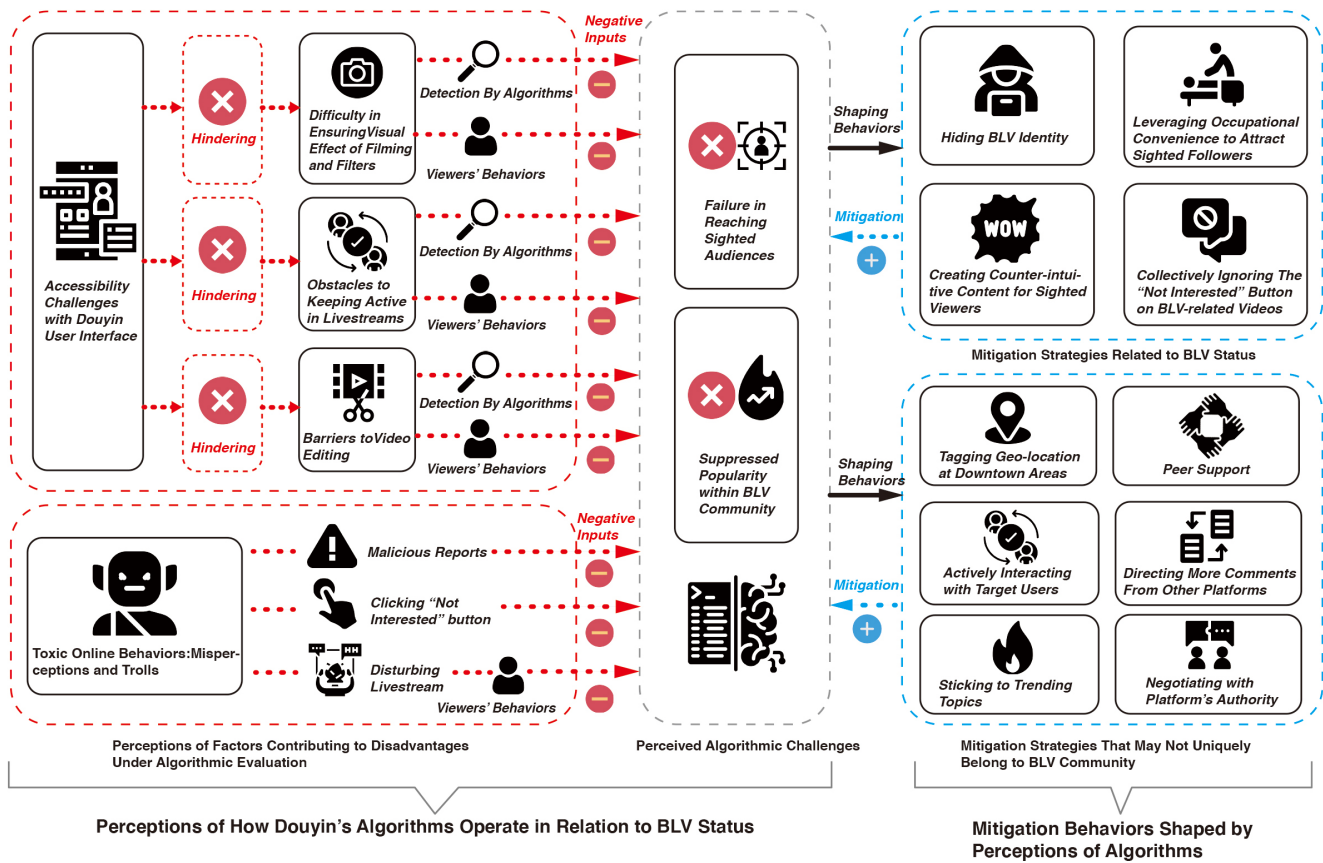 Accessibility
Challenges
with Douyin
User Interface
Hindering
Difficulty in
EnsuringVisual
Effect of Filming
and Filters
Detection By Algorithms
Viewers' Behaviors
Hindering
Obstacles to
Keeping Active
in Livestreams
Detection By Algorithms
Viewers' Behaviors
Hindering
Barriers toVideo
Editing
Detection By Algorithms
Viewers' Behaviors
Negative
Inputs
Toxic Online Behaviors:Misper-
ceptions and Trolls
Malicious Reports
Clicking “Not
Interested” button
Disturbing
Livestream
Viewers' Behaviors
Negative
Inputs
Perceptions of Factors Contributing to Disadvantages
Under Algorithmic Evaluation
Failure in
Reaching
Sighted
Audiences
Suppressed
Popularity
within BLV
Community
Perceived Algorithmic Challenges
Shaping
Behaviors
Mitigation
Shaping
Behaviors
Mitigation
Hiding BLV Identity
Leveraging Occupational
Convenience to Attract
Sighted Followers
WOW
Creating Counter-intui-
tive Content for Sighted
Viewers
Collectively Ignoring The
“Not Interested” Button
on BLV-related Videos
Mitigation Strategies Related to BLV Status
Tagging Geo-location
at Downtown Areas
Peer Support
Actively Interacting
with Target Users
Directing More Comments
From Other Platforms
Sticking to Trending
Topics
Negotiating with
Platform's Authority
Mitigation Strategies That May Not Uniquely
Belong to BLV Community
Perceptions of How Douyin's Algorithms Operate in Relation to BLV Status
Mitigation Behaviors Shaped by
Perceptions of Algorithms